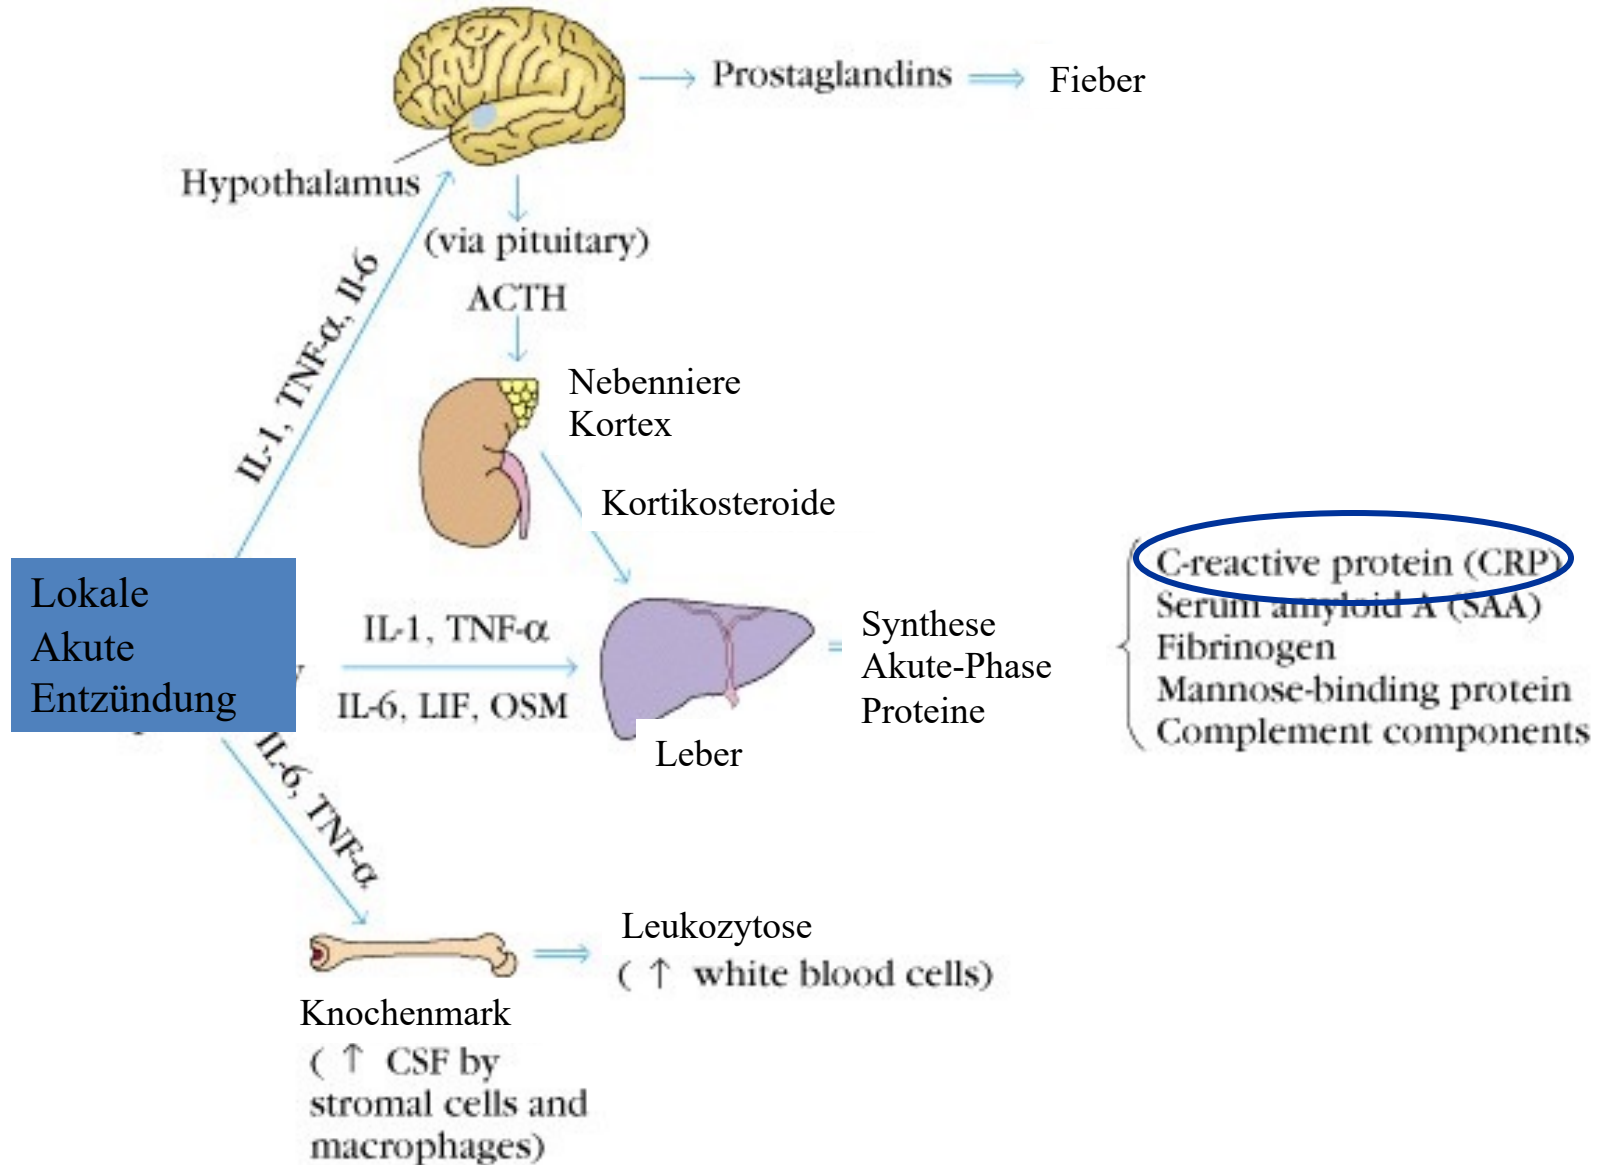 Prostaglandins
Fieber
Hypothalamus
(via pituitary)
ACTH
IL-1, TNF-α, Il-6
Nebenniere
Kortex
Kortikosteroide
Lokale
Akute
Entzündung
IL-1, TNF-α
IL-6, LIF, OSM
Leber
Synthese
Akute-Phase
Proteine
C-reactive protein (CRP)
Serum amyloid A (SAA)
Fibrinogen
Mannose-binding protein
Complement components
IL-6, TNF-α
Leukozytose
( ↑ white blood cells)
Knochenmark
( ↑ CSF by
stromal cells and
macrophages)